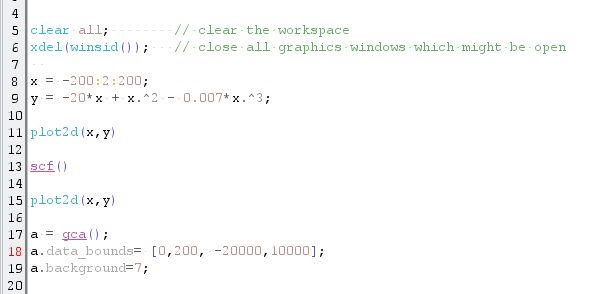 4
5 clear all; // clear the workspace
6 xdel(winsid()); // close all graphics windows which might be open
7
8 x = -200:2:200;
9 y = -20*x + x.^2 - 0.007*x.^3;
10
11 plot2d(x,y)
12
13 scf()
14
15 plot2d(x,y)
16
17 a = gca();
18 a.data_bounds= [0,200, -20000,10000];
19 a.background=7;
20